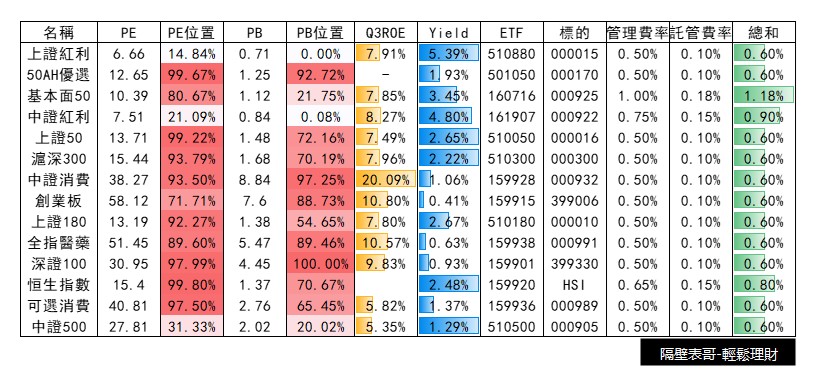 名稱 PE PE位置 PB PB位置 Q3ROE Yield ETF 標的 管理費率 託管費率 總和
上證紅利 6.66 14.84% 0.71 0.00% 7.91% 5.39% 510880 000015 0.50% 0.10% 0.60%
50AH優選 12.65 99.67% 1.25 92.72% - 1.93% 501050 000170 0.50% 0.10% 0.60%
基本面50 10.39 80.67% 1.12 21.75% 7.85% 3.45% 160716 000925 1.00% 0.18% 1.18%
中證紅利 7.51 21.09% 0.84 0.08% 8.27% 4.80% 161907 000922 0.75% 0.15% 0.90%
上證50 13.71 99.22% 1.48 72.16% 7.49% 2.65% 510050 000016 0.50% 0.10% 0.60%
滬深300 15.44 93.79% 1.68 70.19% 7.96% 2.22% 510300 000300 0.50% 0.10% 0.60%
中證消費 38.27 93.50% 8.84 97.25% 20.09% 1.06% 159928 000932 0.50% 0.10% 0.60%
創業板 58.12 71.71% 7.6 88.73% 10.80% 0.41% 159915 399006 0.50% 0.10% 0.60%
上證180 13.19 92.27% 1.38 54.65% 7.80% 2.67% 510180 000010 0.50% 0.10% 0.60%
全指醫藥 51.45 89.60% 5.47 89.46% 10.57% 0.63% 159938 000991 0.50% 0.10% 0.60%
深證100 30.95 97.99% 4.45 100.00% 9.83% 0.93% 159901 399330 0.50% 0.10% 0.60%
恒生指數 15.4 99.80% 1.37 70.67% 2.48% 159920 HSI 0.65% 0.15% 0.80%
可選消費 40.81 97.50% 2.76 65.45% 5.82% 1.37% 159936 000989 0.50% 0.10% 0.60%
中證500 27.81 31.33% 2.02 20.02% 5.35% 1.29% 510500 000905 0.50% 0.10% 0.60%
隔壁表哥-輕鬆理財